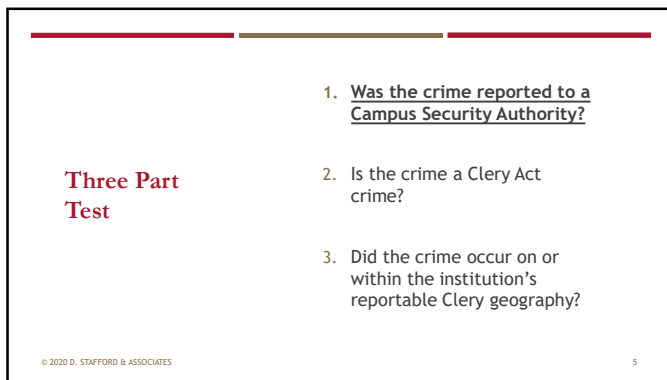 Three Part
Test
1. Was the crime reported to a
Campus Security Authority?
2. Is the crime a Clery Act
crime?
3. Did the crime occur on or
within the institution's
reportable Clery geography?
© 2020 D. STAFFORD & ASSOCIATES
5